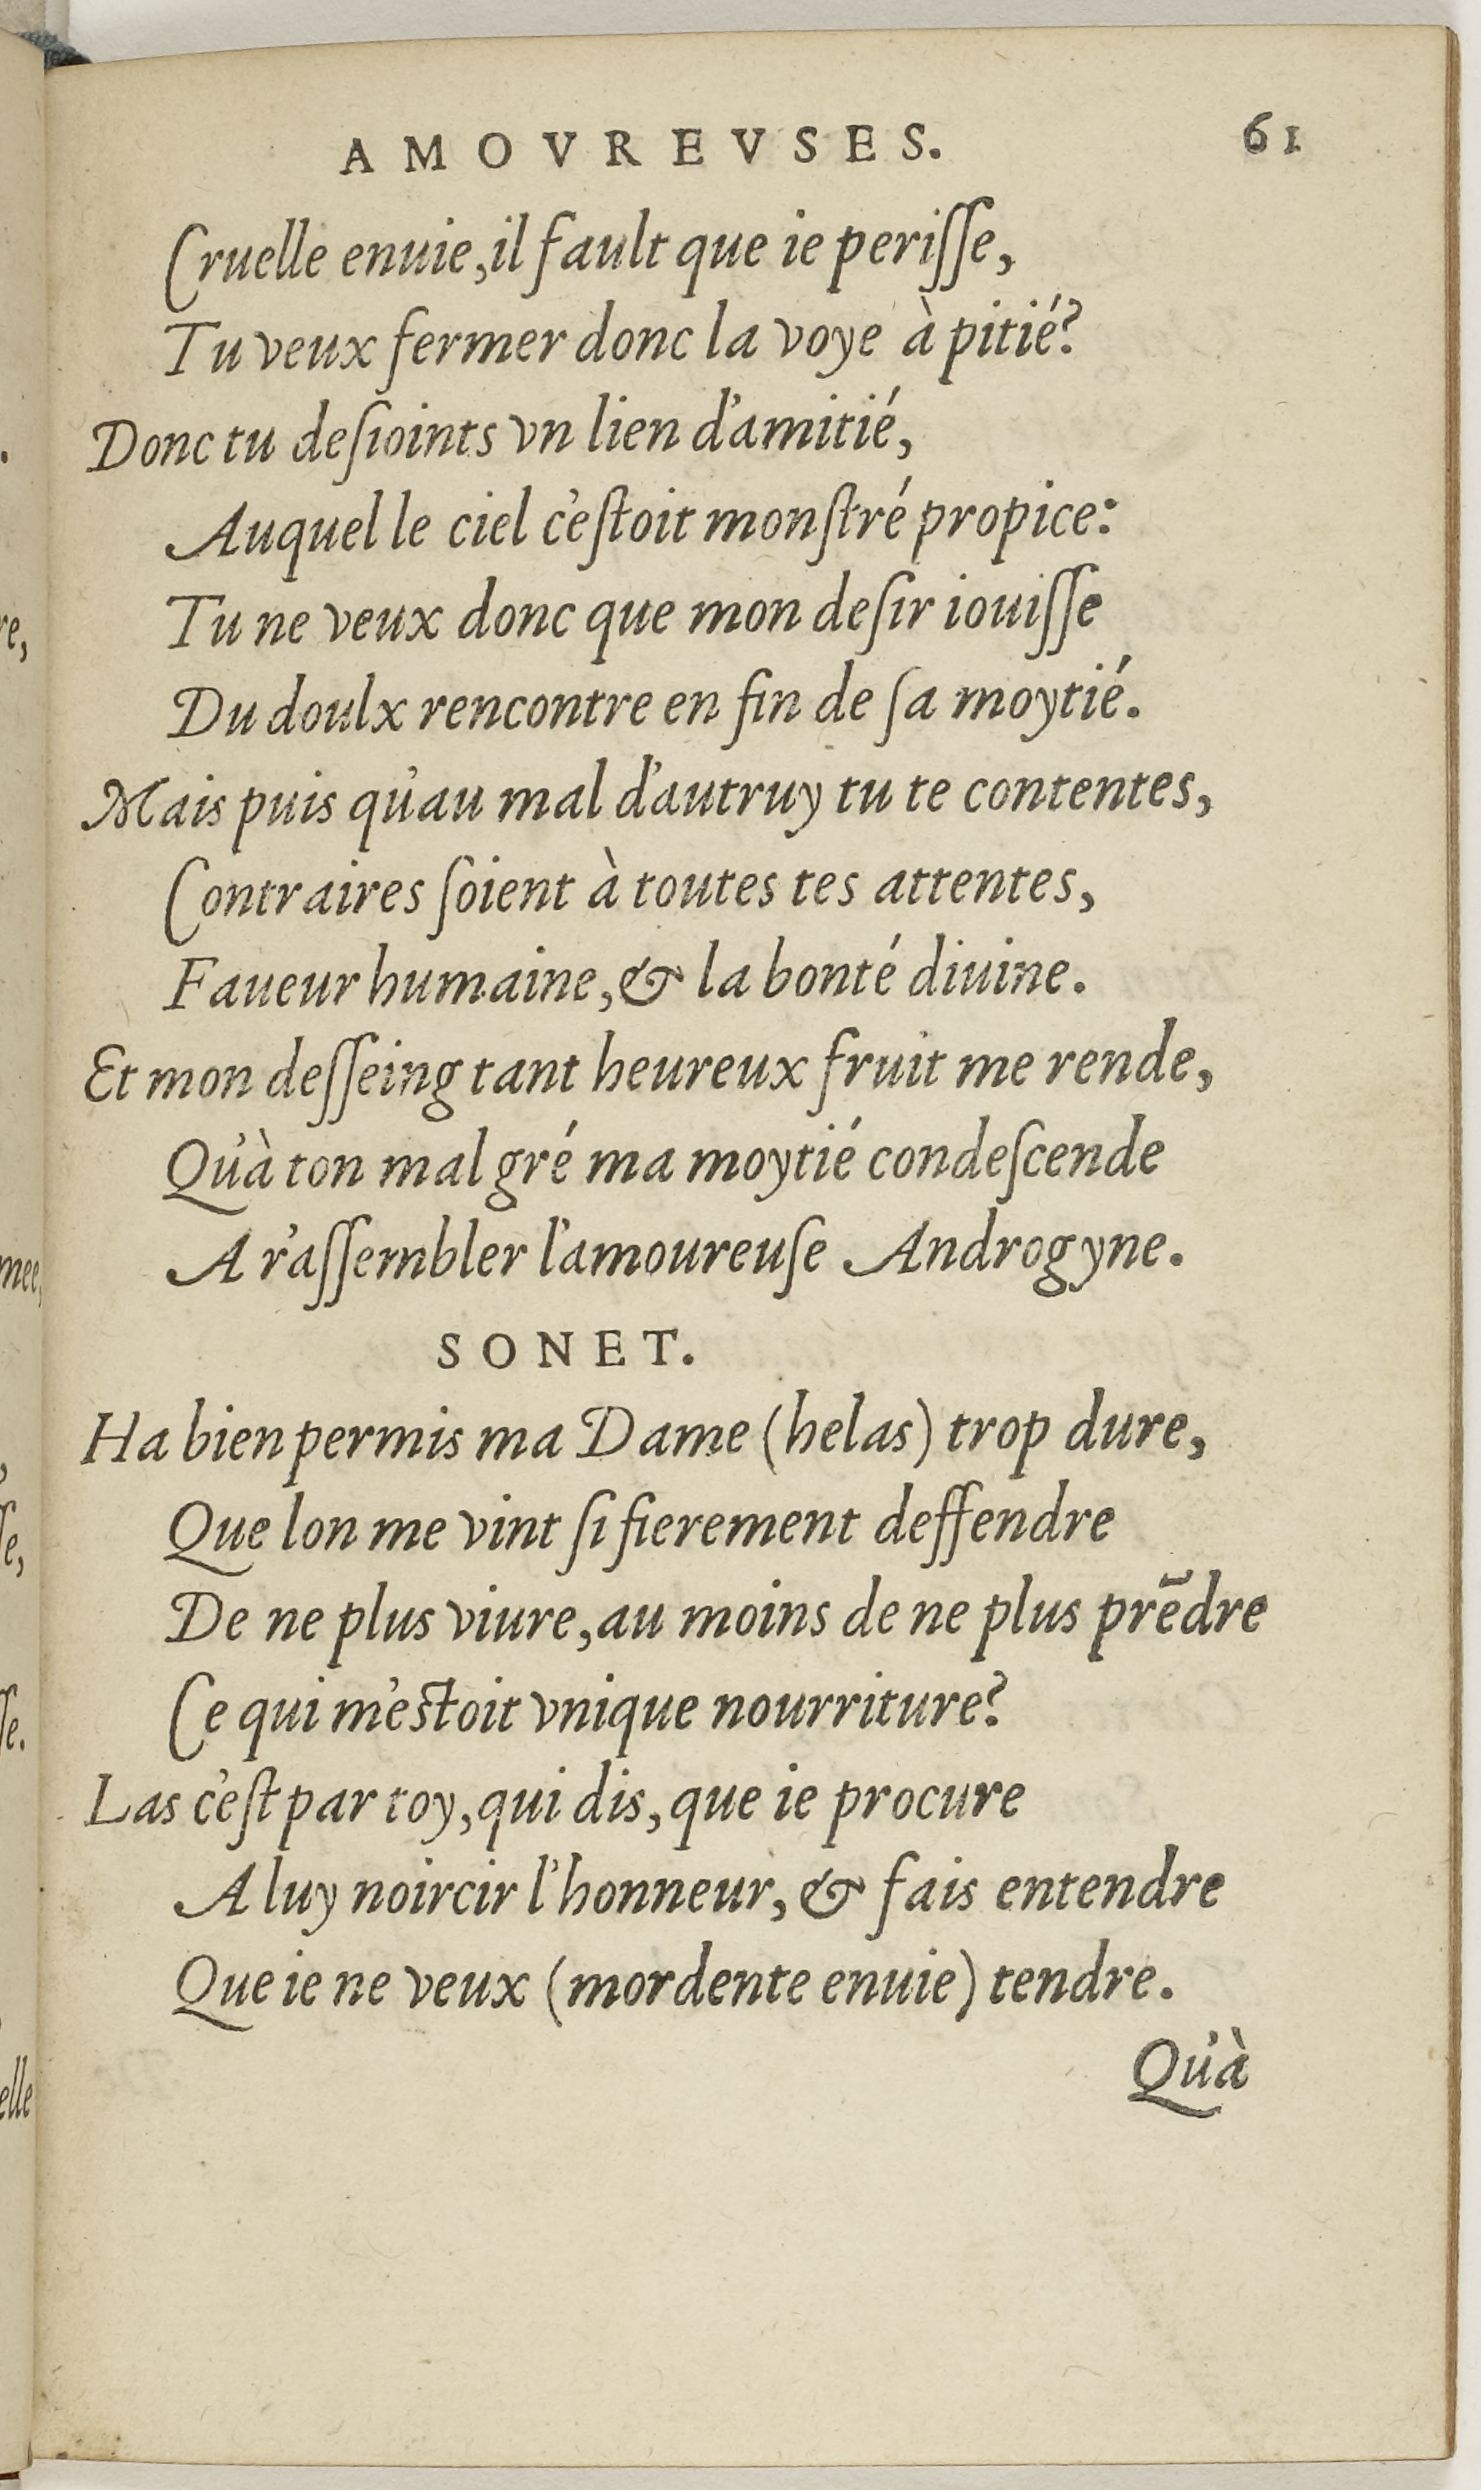 AMOVREVSES. 61
Cruelle enuie, il fault que ie periſſe,
Tu veux fermer donc la voye à pitié?
Donc tu deſioints vn lien d'amitié,
Auquel le ciel c'eſtoit monſtré propice:
Tu ne veux donc que mon deſir iouiſſe
Du doulx rencontre en fin de ſa moytié.
Mais puis qu'au mal d'autruy tu te contentes,
Contraires ſoient à toutes tes attentes,
Faueur humaine, & la bonté diuine.
Et mon deſſeing tant heureux fruit me rende,
Qu'à ton mal gré ma moytié condeſcende
A r'aſſembler l'amoureuſe Androgyne.
SONET.
Ha bien permis ma Dame (helas) trop dure,
Que lon me vint ſi fierement deffendre
De ne plus viure, au moins de ne plus prẽdre
Ce qui m'eſtoit vnique nourriture?
Las c'eſt par toy, qui dis, que ie procure
A luy noircir l'honneur, & fais entendre
Que ie ne veux (mordente enuie) tendre.
Qu'à